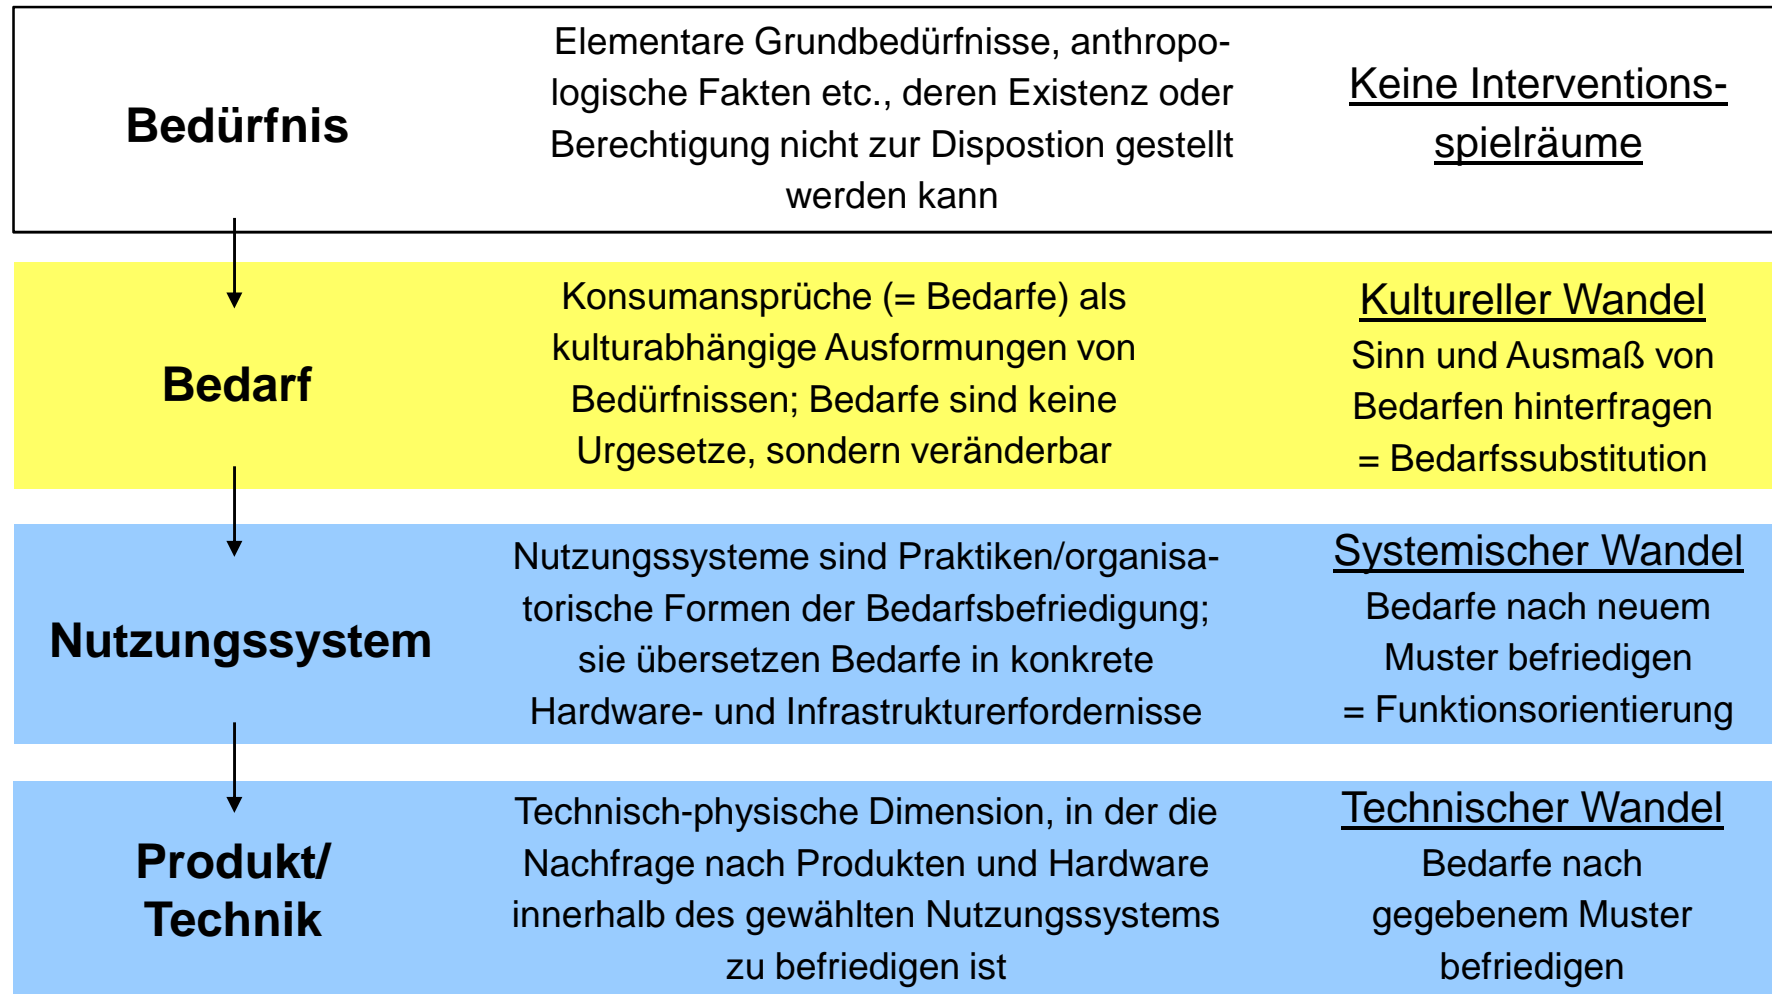 Bedürfnis
Elementare Grundbedürfnisse, anthropo-
logische Fakten etc., deren Existenz oder
Berechtigung nicht zur Dispostion gestellt
werden kann
Keine Interventions-
spielräume
Bedarf
Konsumansprüche (= Bedarfe) als
kulturabhängige Ausformungen von
Bedürfnissen; Bedarfe sind keine
Urgesetze, sondern veränderbar
Kultureller Wandel
Sinn und Ausmaß von
Bedarfen hinterfragen
= Bedarfssubstitution
Nutzungssystem
Nutzungssysteme sind Praktiken/organisa-
torische Formen der Bedarfsbefriedigung;
sie übersetzen Bedarfe in konkrete
Hardware- und Infrastrukturerfordernisse
Systemischer Wandel
Bedarfe nach neuem
Muster befriedigen
= Funktionsorientierung
Produkt/
Technik
Technisch-physische Dimension, in der die
Nachfrage nach Produkten und Hardware
innerhalb des gewählten Nutzungssystems
zu befriedigen ist
Technischer Wandel
Bedarfe nach
gegebenem Muster
befriedigen